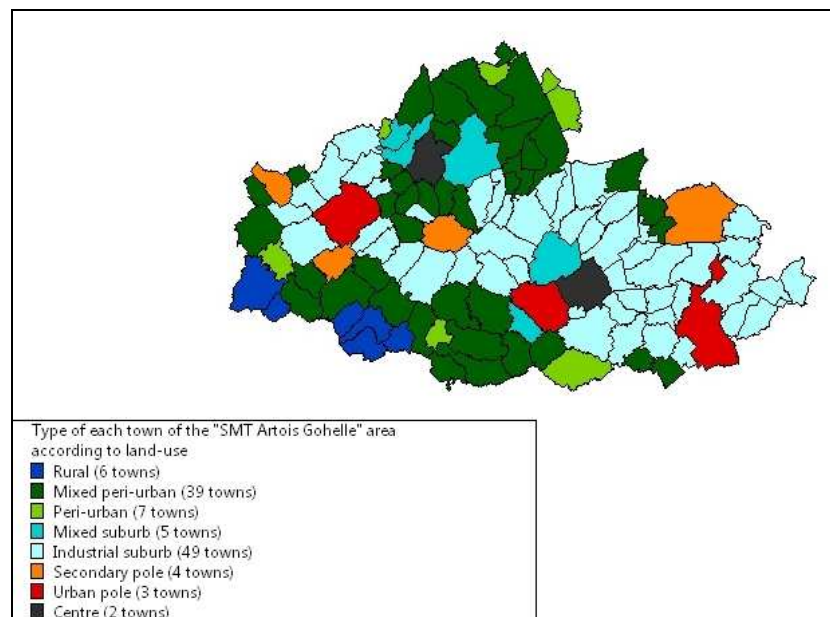 Type of each town of the "SMT Artois Gohelle" area
according to land-use
Rural (6 towns)
Mixed peri-urban (39 towns)
Peri-urban (7 towns)
Mixed suburb (5 towns)
Industrial suburb (49 towns)
Secondary pole (4 towns)
Urban pole (3 towns)
Centre (2 towns)